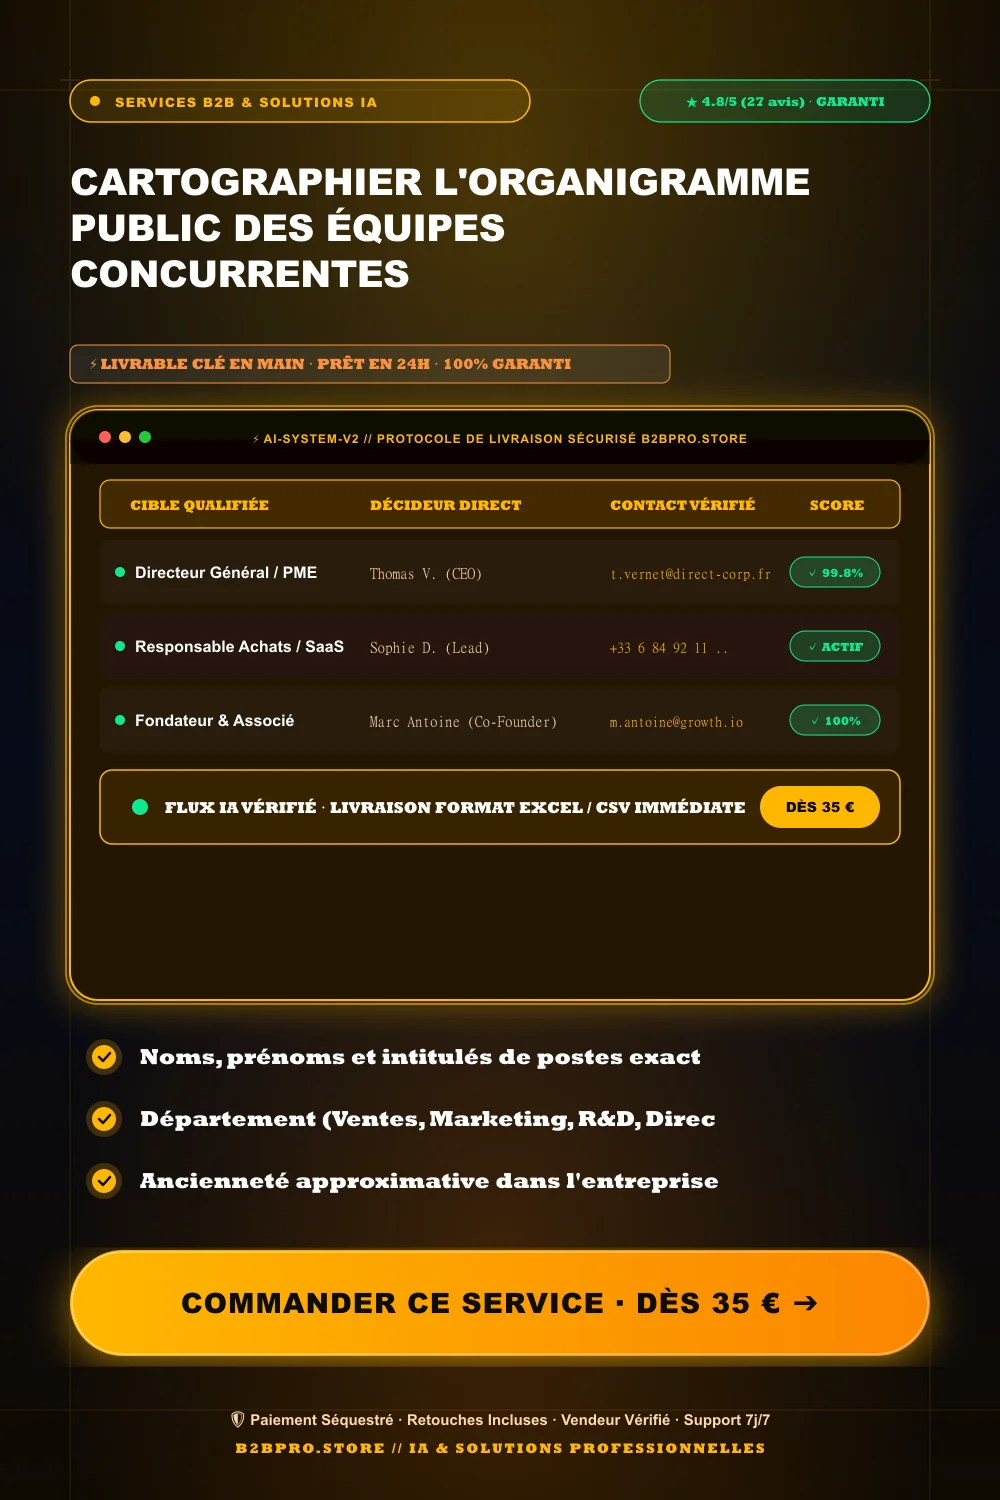 SERVICES B2B & SOLUTIONS IA
★ 4.8/5 (27 avis) · GARANTI
CARTOGRAPHIER L'ORGANIGRAMME
PUBLIC DES ÉQUIPES
CONCURRENTES
⚡ LIVRABLE CLÉ EN MAIN · PRÊT EN 24H · 100% GARANTI
⚡ AI-SYSTEM-V2 // PROTOCOLE DE LIVRAISON SÉCURISÉ B2BPRO.STORE
CIBLE QUALIFIÉE DÉCIDEUR DIRECT CONTACT VÉRIFIÉ SCORE
Directeur Général / PME Thomas V. (CEO) t.vernet@direct-corp.fr ✓ 99.8%
Responsable Achats / SaaS Sophie D. (Lead) +33 6 84 92 11 .. ✓ ACTIF
Fondateur & Associé Marc Antoine (Co-Founder) m.antoine@growth.io ✓ 100%
FLUX IA VÉRIFIÉ · LIVRAISON FORMAT EXCEL / CSV IMMÉDIATE DÈS 35 €
Noms, prénoms et intitulés de postes exact
Département (Ventes, Marketing, R&D, Direc
Ancienneté approximative dans l'entreprise
COMMANDER CE SERVICE · DÈS 35 € →
🛡 Paiement Séquestré · Retouches Incluses · Vendeur Vérifié · Support 7j/7
B2BPRO.STORE // IA & SOLUTIONS PROFESSIONNELLES